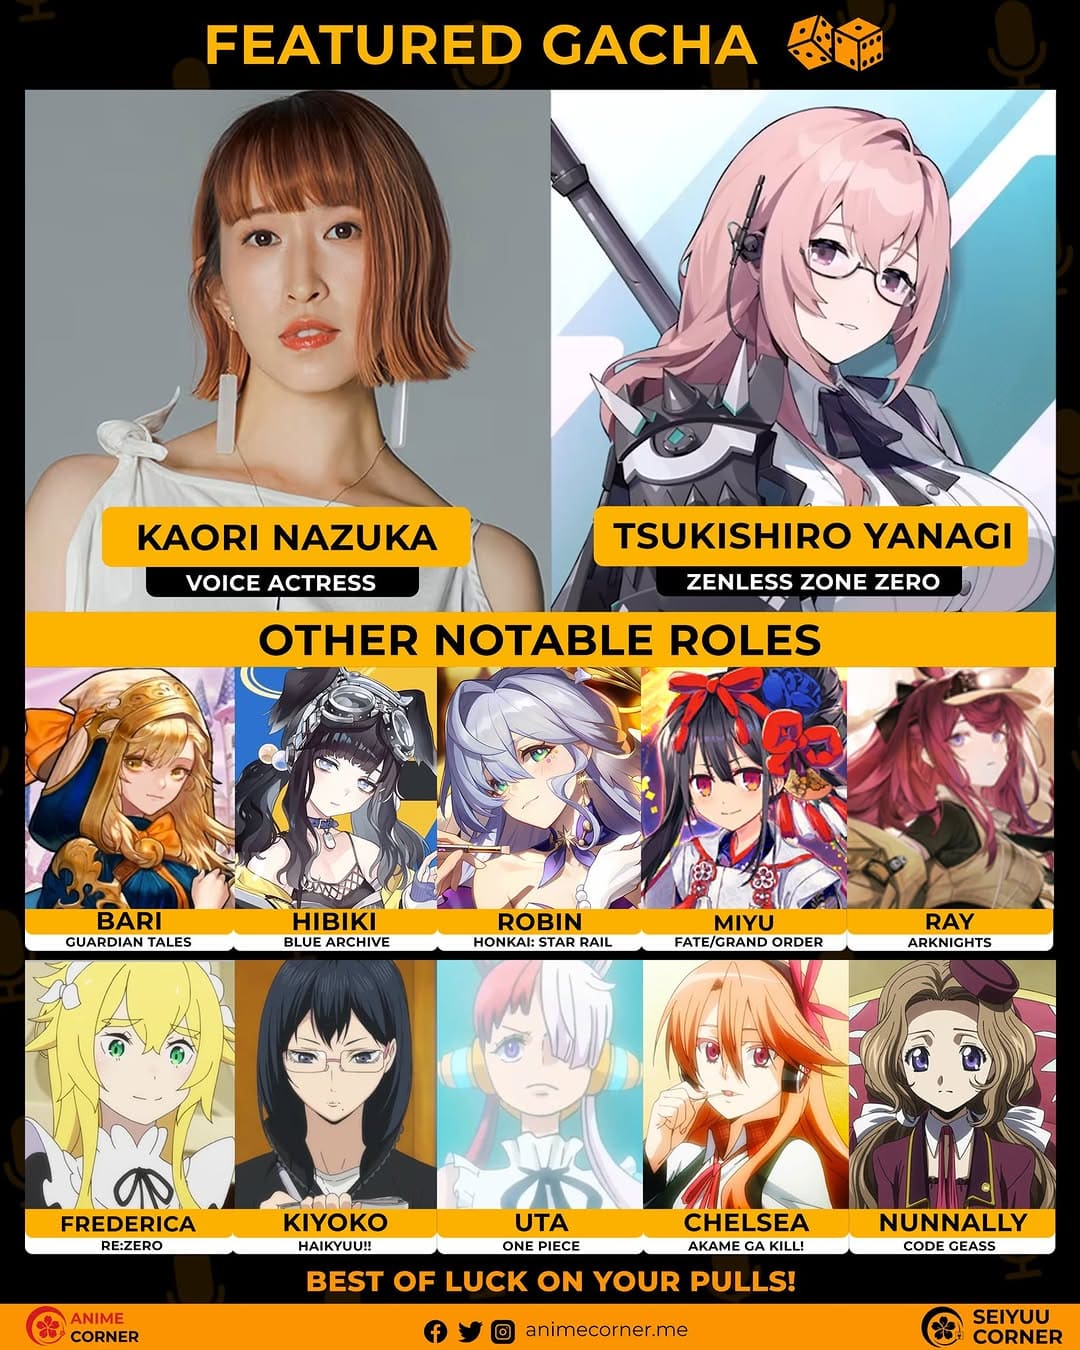 FEATURED GACHA
KAORI NAZUKA
VOICE ACTRESS
TSUKISHIRO YANAGI
ZENLESS ZONE ZERO
OTHER NOTABLE ROLES
BARI
GUARDIAN TALES
HIBIKI
BLUE ARCHIVE
ROBIN
HONKAI: STAR RAIL
MIYU
FATE/GRAND ORDER
RAY
ARKNIGHTS
FREDERICA
RE:ZERO
KIYOKO
HAIKYUU!!
UTA
ONE PIECE
CHELSEA
AKAME GA KILL!
NUNNALLY
CODE GEASS
BEST OF LUCK ON YOUR PULLS!
ANIME
CORNER
animecorner.me
SEIYUU
CORNER